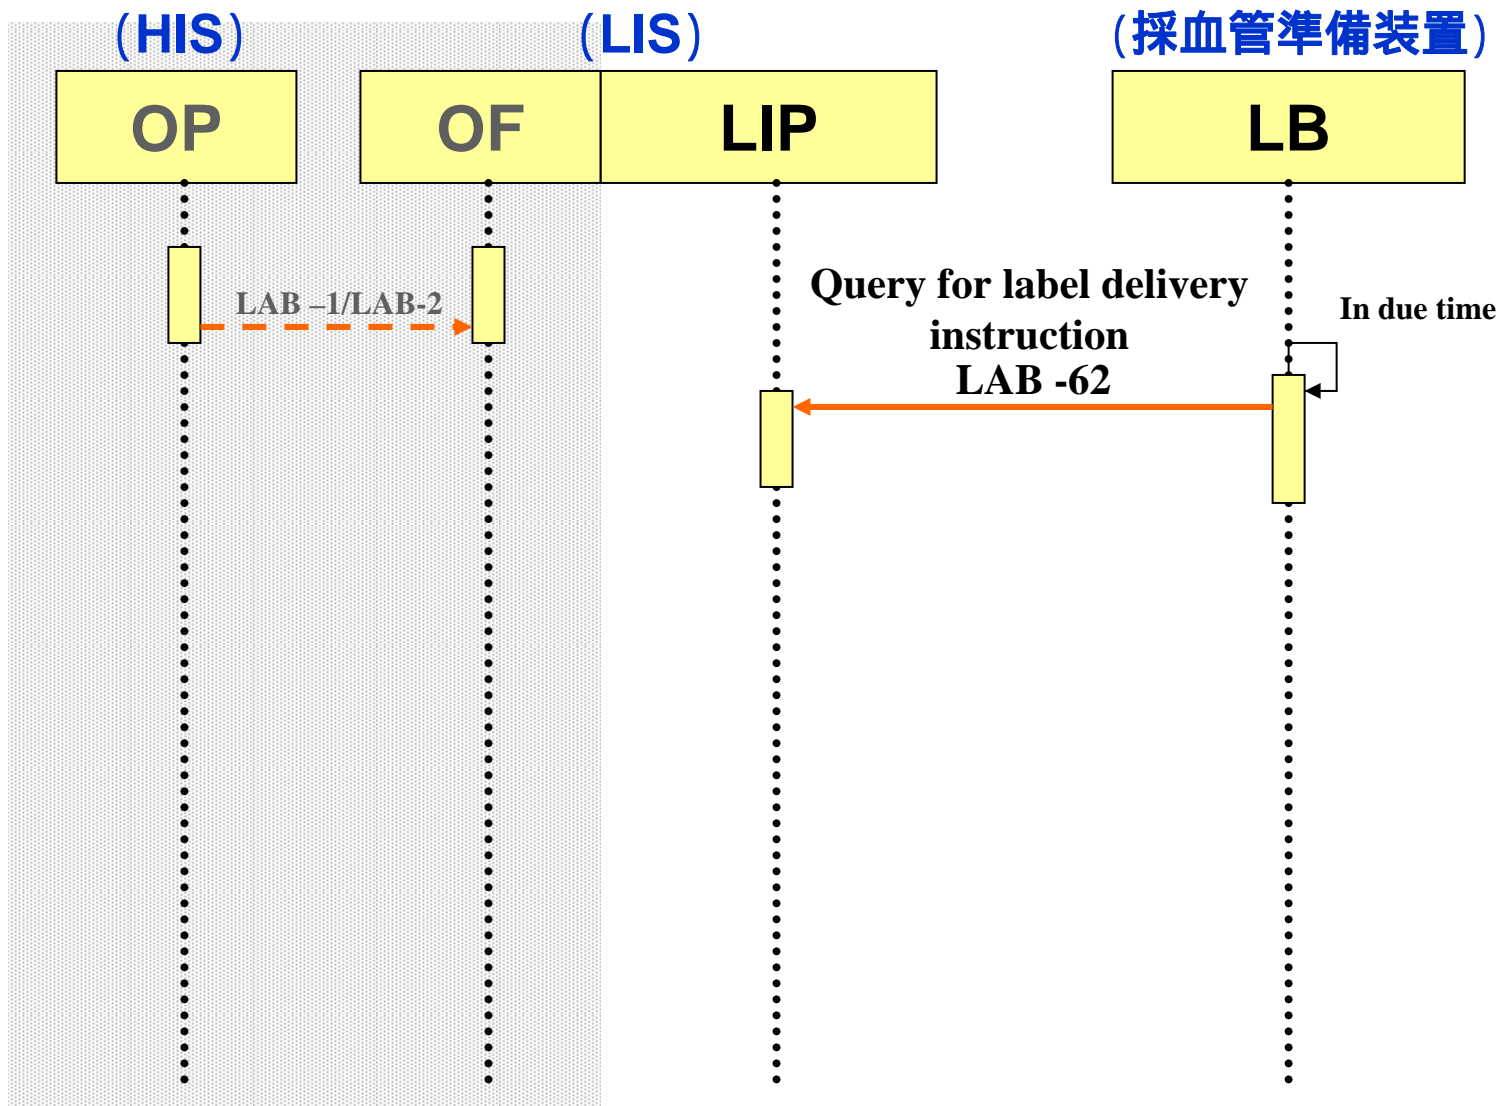 （HIS） （LIS） （採血管準備装置）
OP OF LIP LB
Query for label delivery
instruction
LAB -62
LAB –1/LAB-2
In due time